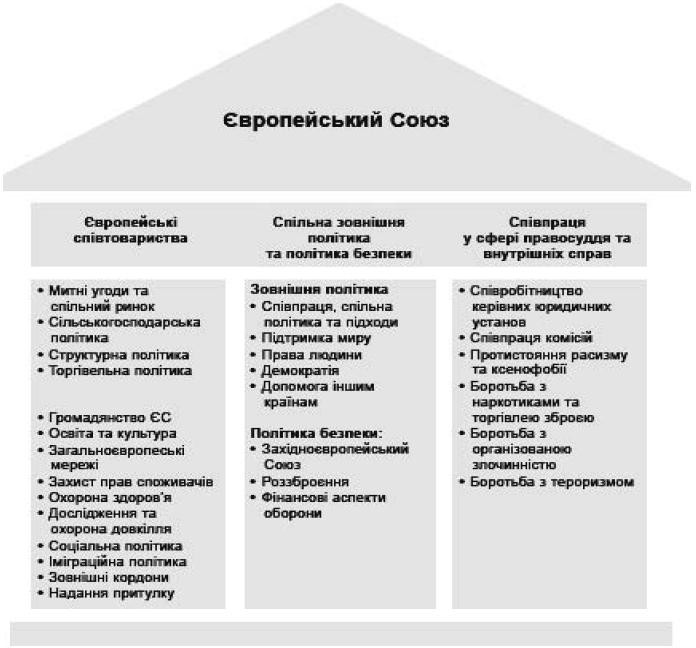 Європейський Союз
Європейські
співтовариства
• Митні угоди та
спільний ринок
• Сільськогосподарська
політика
• Структурна політика
• Торгівельна політика
• Громадянство ЄС
• Освіта та культура
• Загальноєвропеські
мережі
• Захист прав споживачів
• Охорона здоров'я
• Дослідження та
охорона довкілля
• Соціальна політика
• Іміграційна політика
• Зовнішні кордони
• Надання притулку
Спільна зовнішня
політика
та політика безпеки
Зовнішня політика
• Співпраця, спільна
політика та підходи
• Підтримка миру
• Права людини
• Демократія
• Допомога іншим
країнам
Політика безпеки:
• Західноєвропейський
Союз
• Роззброєння
• Фінансові аспекти
оборони
Співпраця
у сфері правосуддя та
внутрішніх справ
• Співробітництво
керівних юридичних
установ
• Співпраця комісій
• Протистояння расизму
та ксенофобії
• Боротьба з
наркотиками та
торгівлею зброєю
• Боротьба з
організованою
злочинністю
• Боротьба з тероризмом